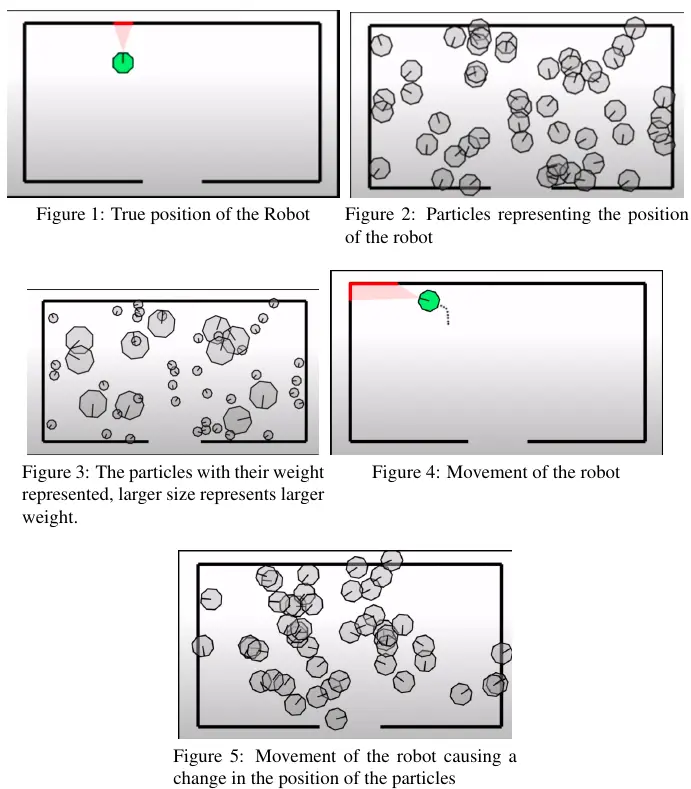 Figure 1: True position of the Robot
Figure 2: Particles representing the position
of the robot
Figure 3: The particles with their weight
represented, larger size represents larger
weight.
Figure 4: Movement of the robot
Figure 5: Movement of the robot causing a
change in the position of the particles